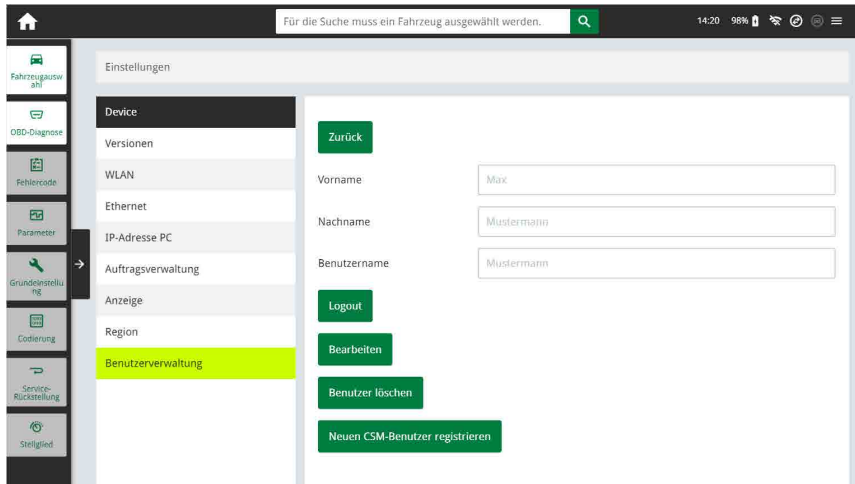 Für die Suche muss ein Fahrzeug ausgewählt werden.
14:20
98%
Fahrzeugausw
ahl
OBD-Diagnose
Fehlercode
Parameter
Grundeinstellu
ng
Codierung
Service-
Rückstellung
Stellglied
Einstellungen
Device
Versionen
WLAN
Ethernet
IP-Adresse PC
Auftragsverwaltung
Anzeige
Region
Benutzerverwaltung
Zurück
Vorname
Max
Nachname
Mustermann
Benutzername
Mustermann
Logout
Bearbeiten
Benutzer löschen
Neuen CSM-Benutzer registrieren